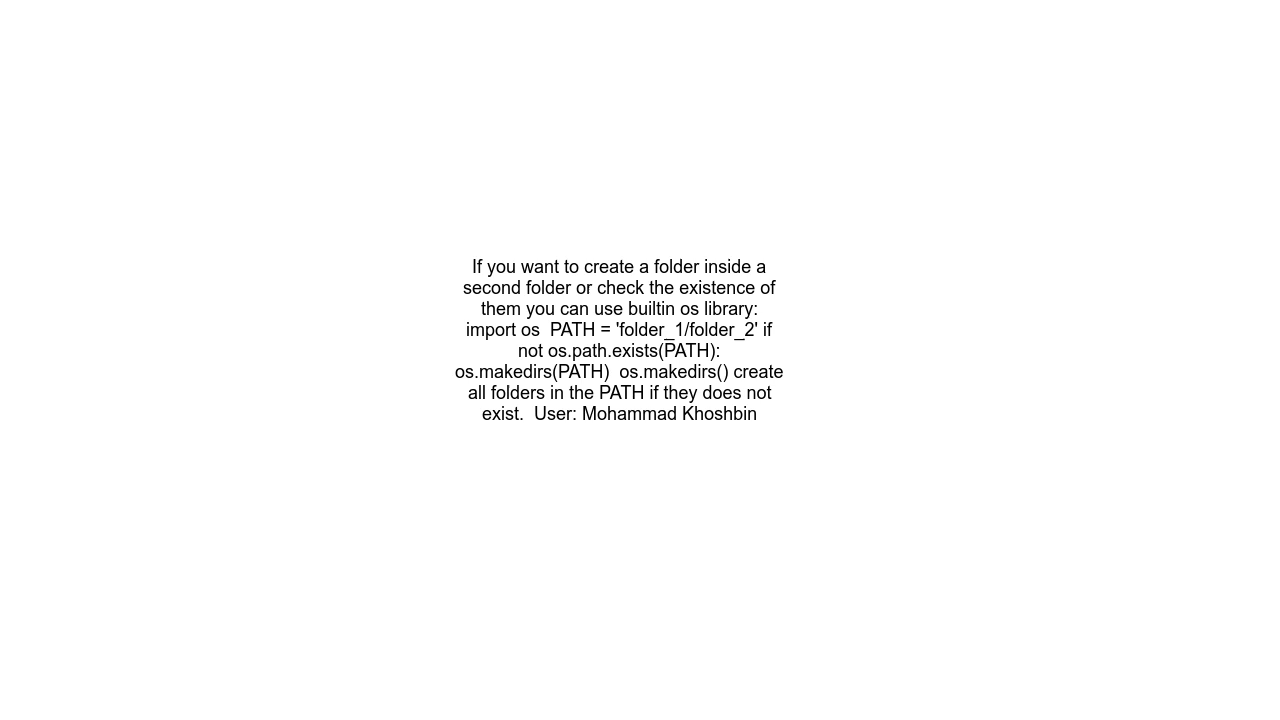 If you want to create a folder inside a
second folder or check the existence of
them you can use builtin os library:
import os  PATH = 'folder_1/folder_2' if
not os.path.exists(PATH):
os.makedirs(PATH)  os.makedirs() create
all folders in the PATH if they does not
exist.  User: Mohammad Khoshbin